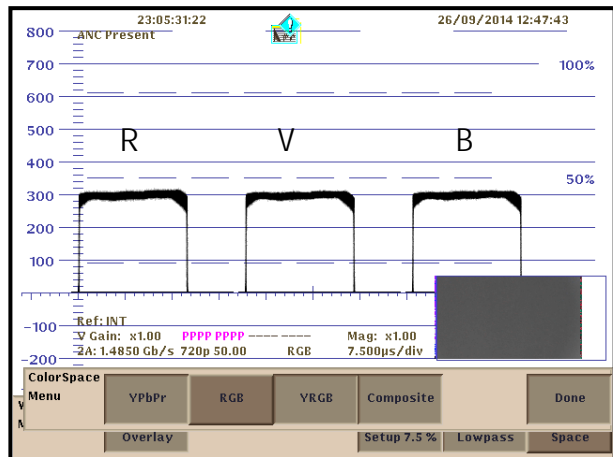 23:05:31:22 26/09/2014 12:47:43
800 ANC Present
700 100%
600
500
R V B
400
50%
300
200
100
-100 Ref: INT
V Gain: x1.00 PPPP PPPP ---- ---- Mag: x1.00
2A: 1.4850 Gb/s 720p 50.00 RGB 7.500µs/div
-200
ColorSpace
Menu YPbPr RGB YRGB Composite Done
Overlay Setup 7.5 % Lowpass Space